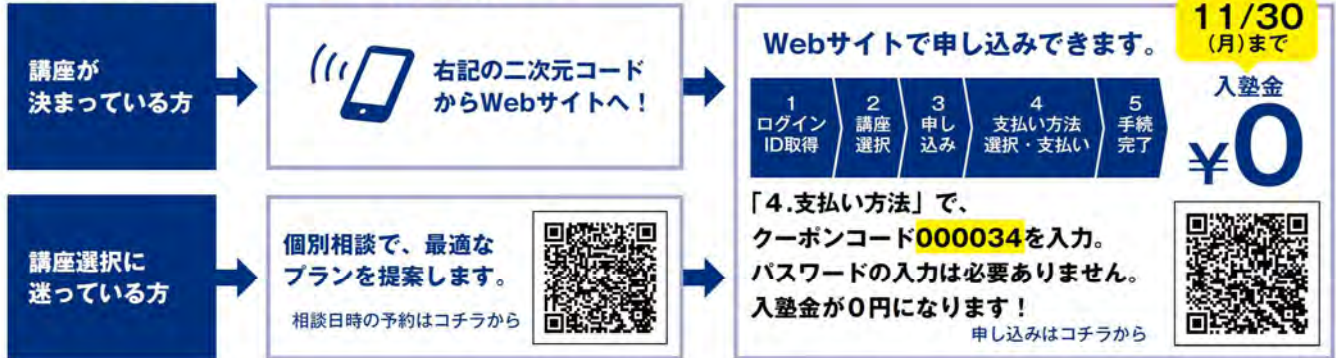 講座が
決まっている方
右記の二次元コード
からWebサイトへ！
講座選択に
迷っている方
個別相談で、最適な
プランを提案します。
相談日時の予約はコチラから
Webサイトで申し込みできます。
11/30
(月)まで
入塾金
¥0
1
ログイン
ID取得
2
講座
選択
3
申し
込み
4
支払い方法
選択・支払い
5
手続
完了
「4.支払い方法」で、
クーポンコード000034を入力。
パスワードの入力は必要ありません。
入塾金が0円になります！
申し込みはコチラから